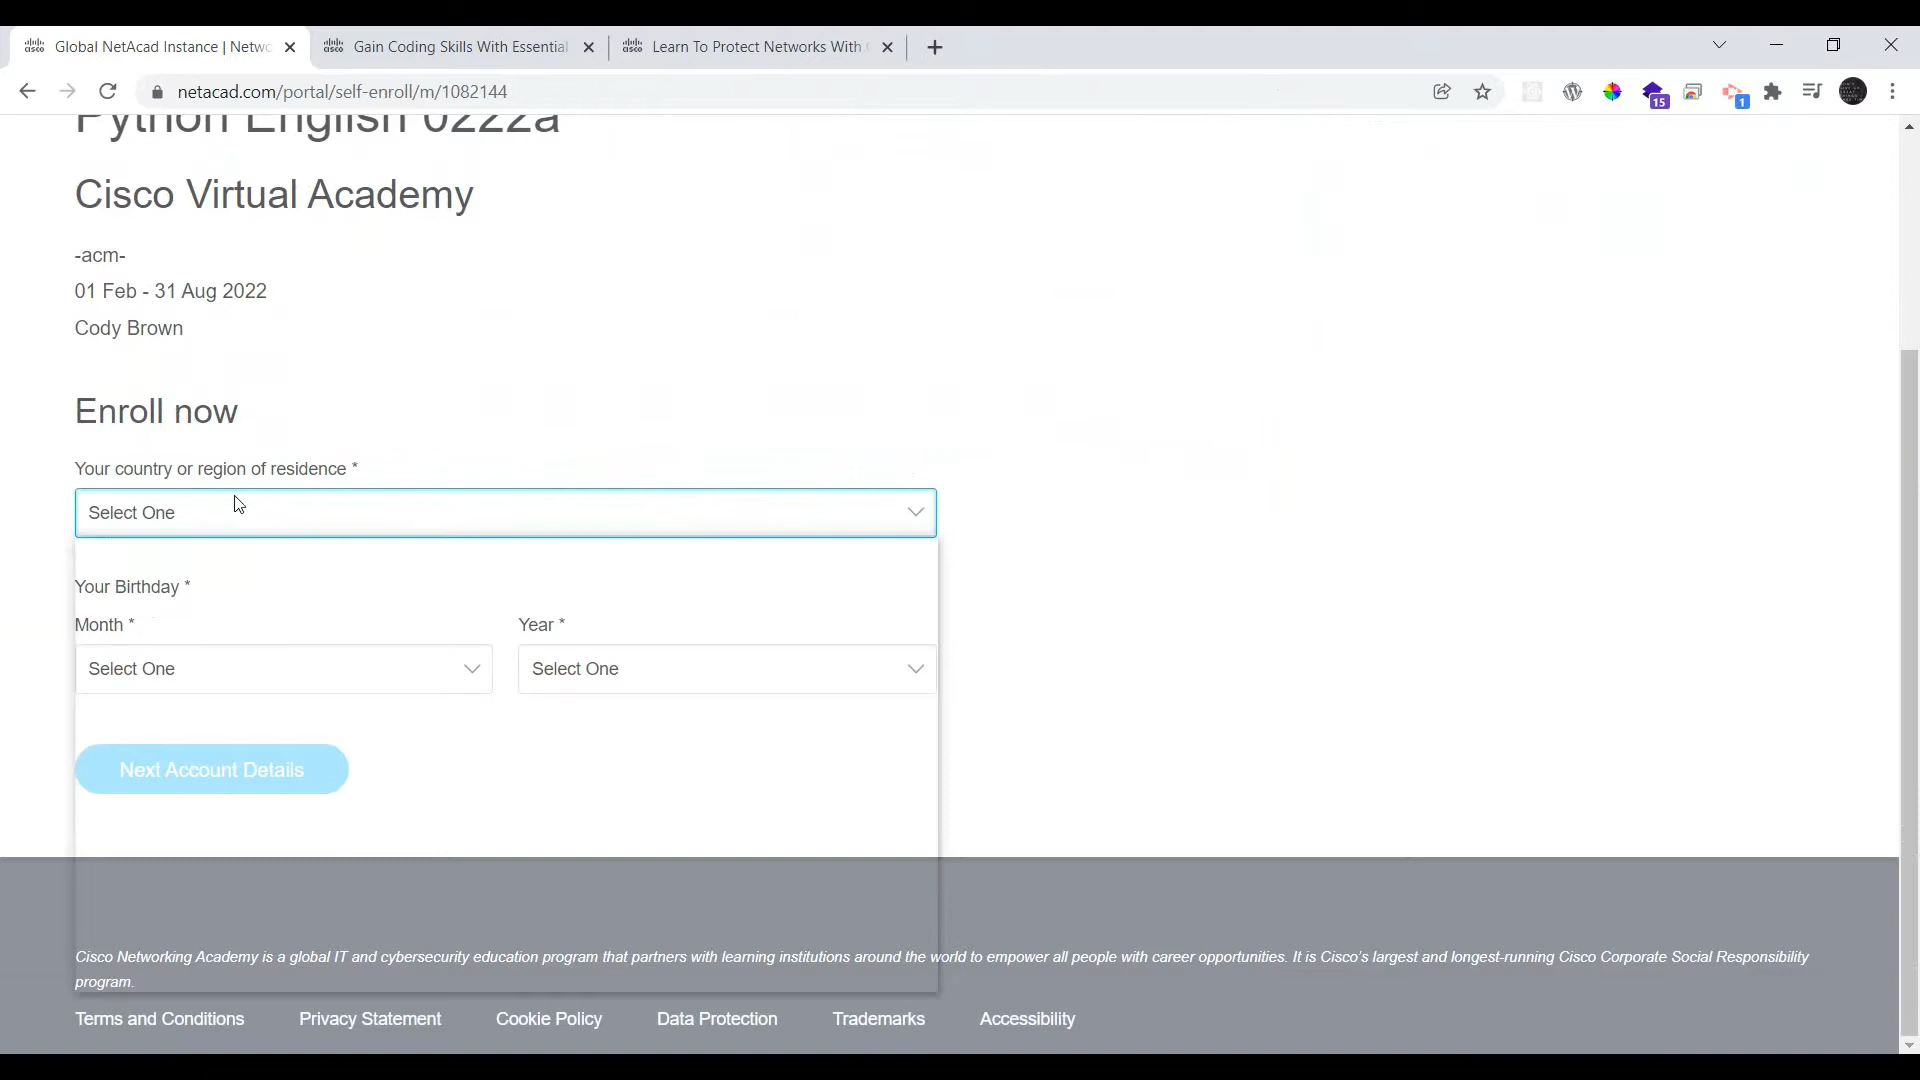 Global NetAcad Instance | Netwo
Gain Coding Skills With Essential
Learn To Protect Networks With
netacad.com/portal/self-enroll/m/1082144
15
1
Python English 0222a
Cisco Virtual Academy
-acm-
01 Feb - 31 Aug 2022
Cody Brown
Enroll now
Your country or region of residence *
Select One
Your Birthday *
Month *
Year *
Select One
Select One
Next Account Details
Cisco Networking Academy is a global IT and cybersecurity education program that partners with learning institutions around the world to empower all people with career opportunities. It is Cisco's largest and longest-running Cisco Corporate Social Responsibility
program.
Terms and Conditions
Privacy Statement
Cookie Policy
Data Protection
Trademarks
Accessibility